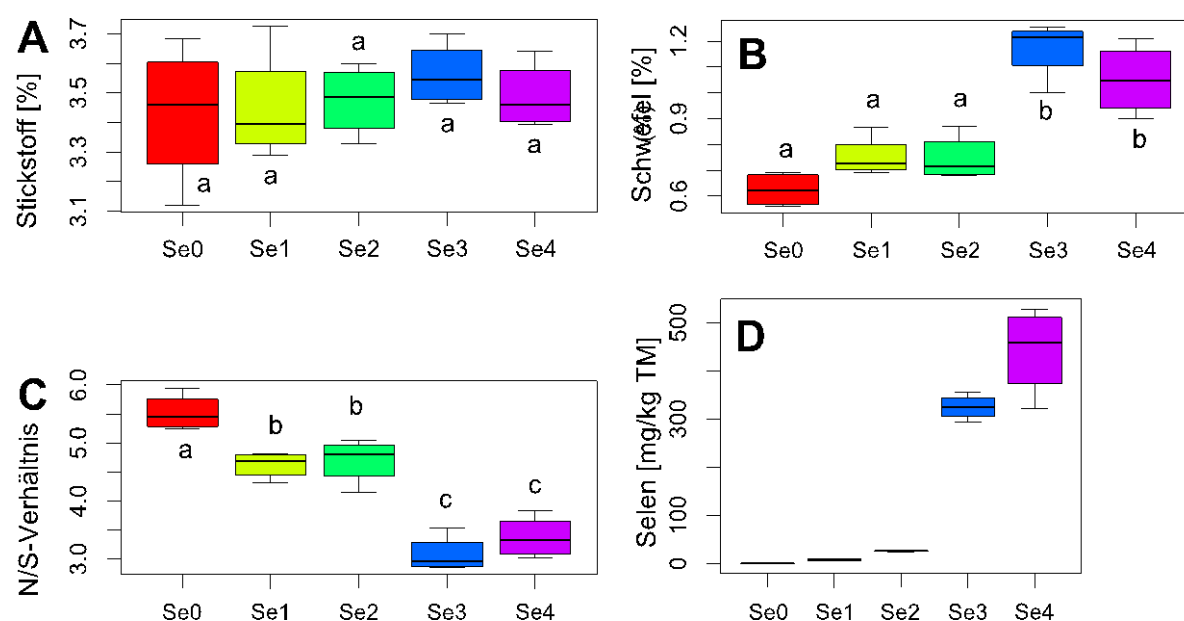 A
Stickstoff [%]
3.7
3.5
3.3
3.1
a
a
a
a
a
Se0 Se1 Se2 Se3 Se4
B
1.2
0.9
0.6
a
a
a
b
b
Se0 Se1 Se2 Se3 Se4
C
N/S-Verhältnis
6.0
5.0
4.0
3.0
a
b
b
c
c
Se0 Se1 Se2 Se3 Se4
D
Selen [mg/kg TM]
500
300
100
0
Se0 Se1 Se2 Se3 Se4